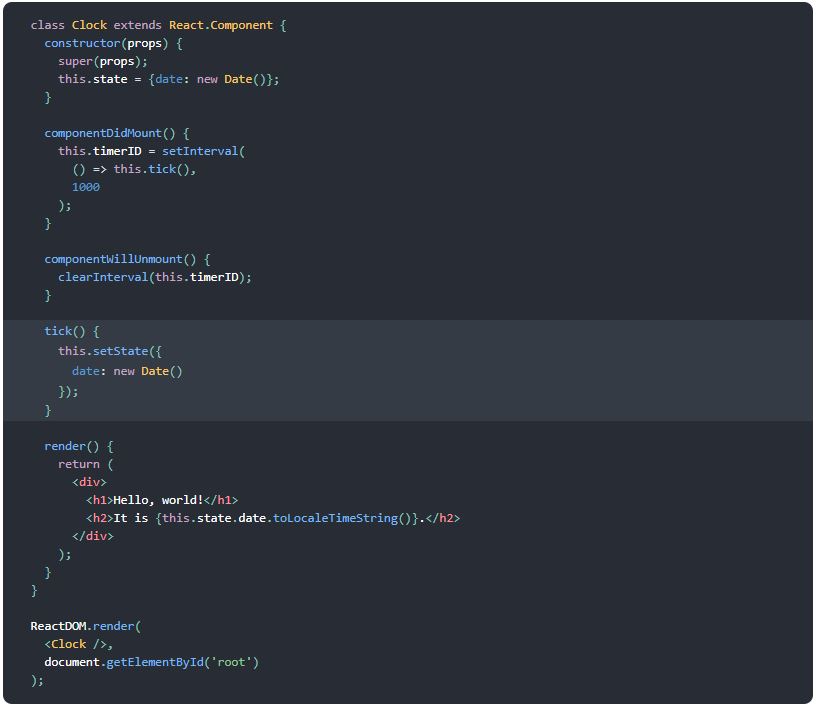 class Clock extends React.Component {
  constructor(props) {
    super(props);
    this.state = {date: new Date()};
  }

  componentDidMount() {
    this.timerID = setInterval(
      () => this.tick(),
      1000
    );
  }

  componentWillUnmount() {
    clearInterval(this.timerID);
  }

  tick() {
    this.setState({
      date: new Date()
    });
  }

  render() {
    return (
      <div>
        <h1>Hello, world!</h1>
        <h2>It is {this.state.date.toLocaleTimeString()}.</h2>
      </div>
    );
  }
}

ReactDOM.render(
  <Clock />,
  document.getElementById('root')
);